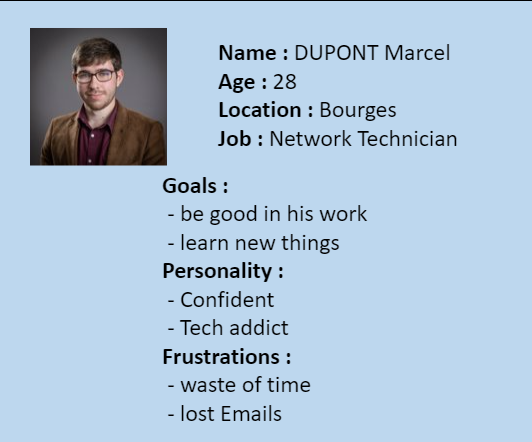 Name : DUPONT Marcel
Age : 28
Location : Bourges
Job : Network Technician
Goals :
- be good in his work
- learn new things
Personality :
- Confident
- Tech addict
Frustrations :
- waste of time
- lost Emails